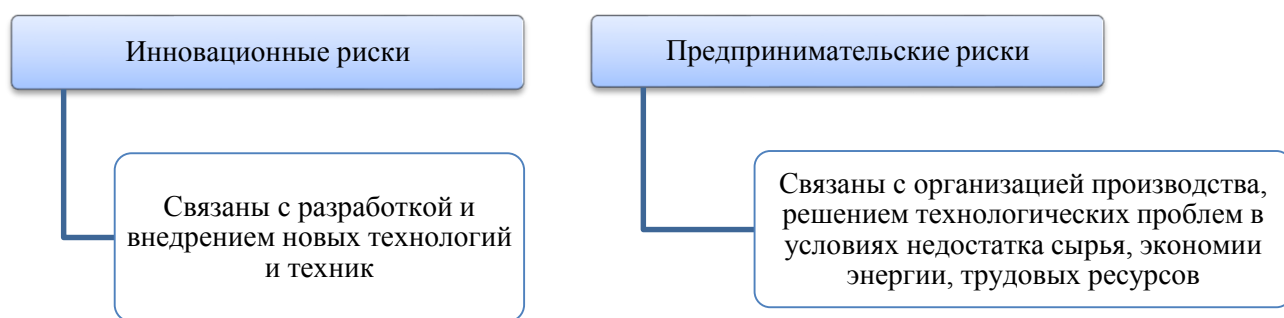 Инновационные риски
Связаны с разработкой и
внедрением новых технологий
и техник
Предпринимательские риски
Связаны с организацией производства,
решением технологических проблем в
условиях недостатка сырья, экономии
энергии, трудовых ресурсов